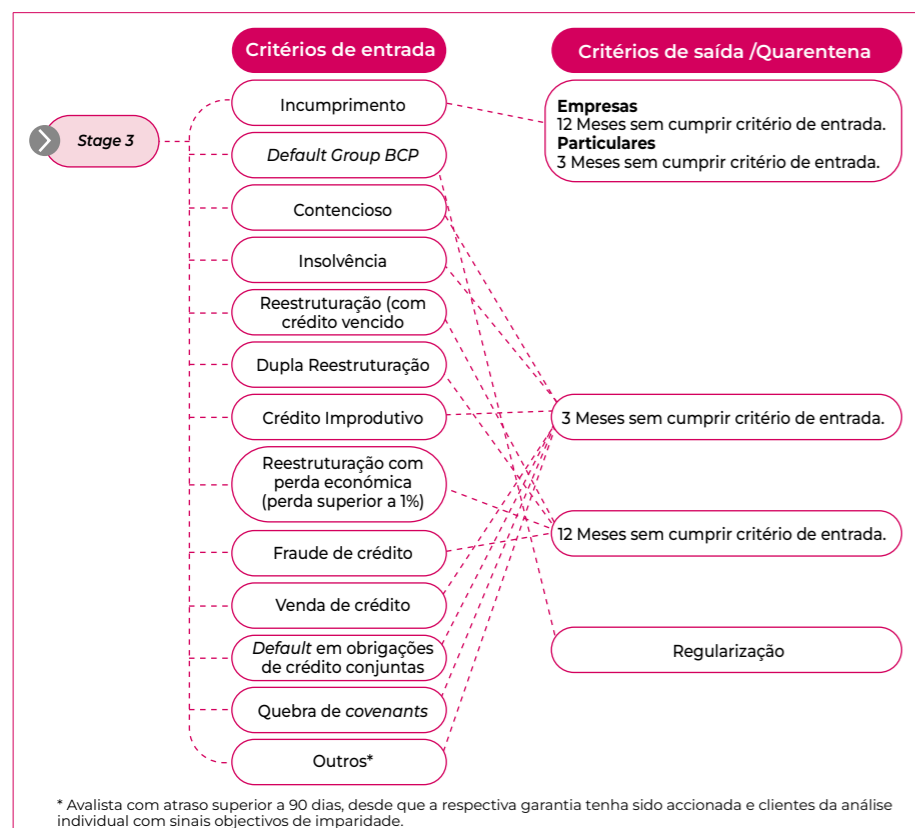 Critérios de entrada
Critérios de saída /Quarentena
Stage 3
Incumprimento
Default Group BCP
Contencioso
Insolvência
Reestruturação (com
crédito vencido
Dupla Reestruturação
Crédito Improdutivo
Reestruturação com
perda económica
(perda superior a 1%)
Fraude de crédito
Venda de crédito
Default em obrigações
de crédito conjuntas
Quebra de covenants
Outros*
Empresas
12 Meses sem cumprir critério de entrada.
Particulares
3 Meses sem cumprir critério de entrada.
3 Meses sem cumprir critério de entrada.
12 Meses sem cumprir critério de entrada.
Regularização
* Avalista com atraso superior a 90 dias, desde que a respectiva garantia tenha sido accionada e clientes da análise
individual com sinais objectivos de imparidade.